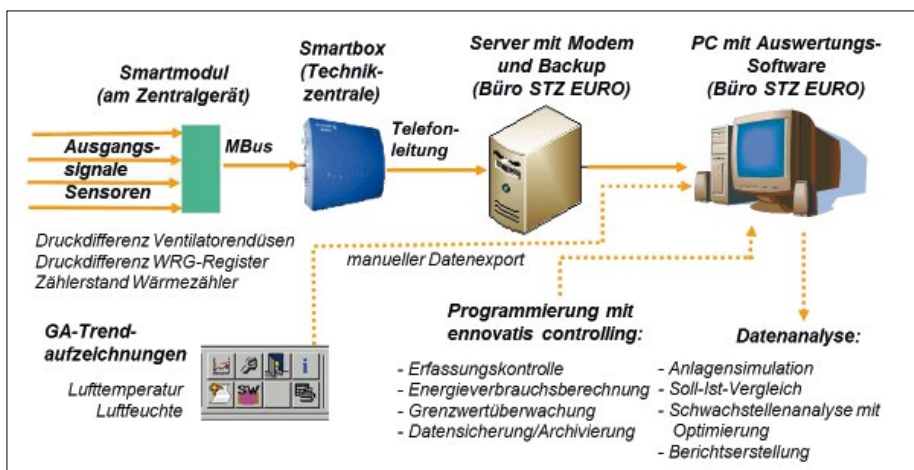 Smartmodul
(am Zentralgerät)
Smartbox
(Technik-
zentrale)
Server mit Modem
und Backup
(Büro STZ EURO)
PC mit Auswertungs-
Software
(Büro STZ EURO)
Ausgangs-
signale
Sensoren
MBus
Telefon-
leitung
Druckdifferenz Ventilatorendüsen
Druckdifferenz WRG-Register
Zählerstand Wärmezähler
manueller Datenexport
GA-Trend-
aufzeichnungen
Lufttemperatur
Luftfeuchte
i
SW
Programmierung mit
ennovatis controlling:
- Erfassungskontrolle
- Energieverbrauchsberechnung
- Grenzwertüberwachung
- Datensicherung/Archivierung
Datenanalyse:
- Anlagensimulation
- Soll-Ist-Vergleich
- Schwachstellenanalyse mit
Optimierung
- Berichtserstellung